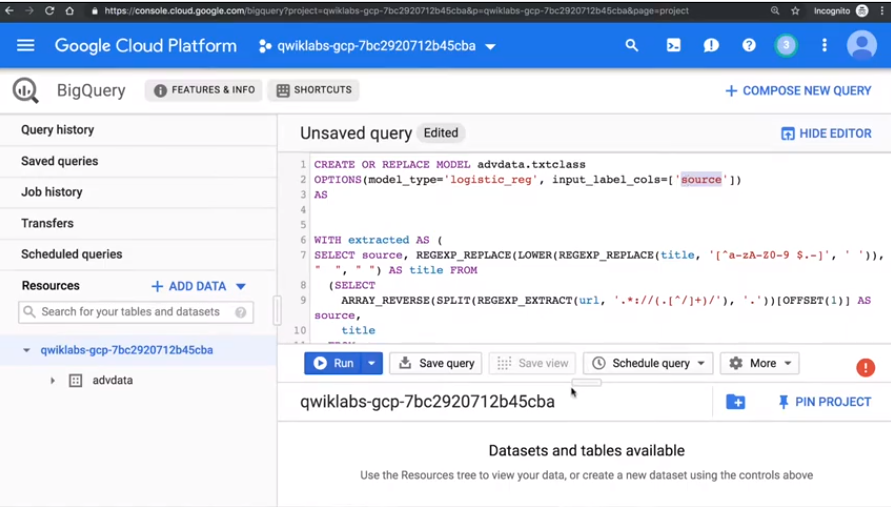 https://console.cloud.google.com/bigquery?project=qwiklabs-gcp-7bc2920712b45cba&p=qwiklabs-gcp-7bc2920712b45cba&page=project
Incognito
Google Cloud Platform
qwiklabs-gcp-7bc2920712b45cba
3
BigQuery
FEATURES & INFO
SHORTCUTS
+ COMPOSE NEW QUERY
Query history
Saved queries
Job history
Transfers
Scheduled queries
Resources
+ ADD DATA
Search for your tables and datasets
qwiklabs-gcp-7bc2920712b45cba
advdata
Unsaved query
Edited
HIDE EDITOR
1 CREATE OR REPLACE MODEL advdata.txtclass
2 OPTIONS(model_type='logistic_reg', input_label_cols=['source'])
3 AS
4
5
6 WITH extracted AS (
7 SELECT source, REGEXP_REPLACE(LOWER(REGEXP_REPLACE(title, '[^a-zA-Z0-9 $.-]', ' ')),
"  ", " ") AS title FROM
8 (SELECT
9 ARRAY_REVERSE(SPLIT(REGEXP_EXTRACT(url, '.*://(.[^/]+)/'), '.'))[OFFSET(1)] AS
source,
10 title
Run
Save query
Save view
Schedule query
More
qwiklabs-gcp-7bc2920712b45cba
PIN PROJECT
Datasets and tables available
Use the Resources tree to view your data, or create a new dataset using the controls above